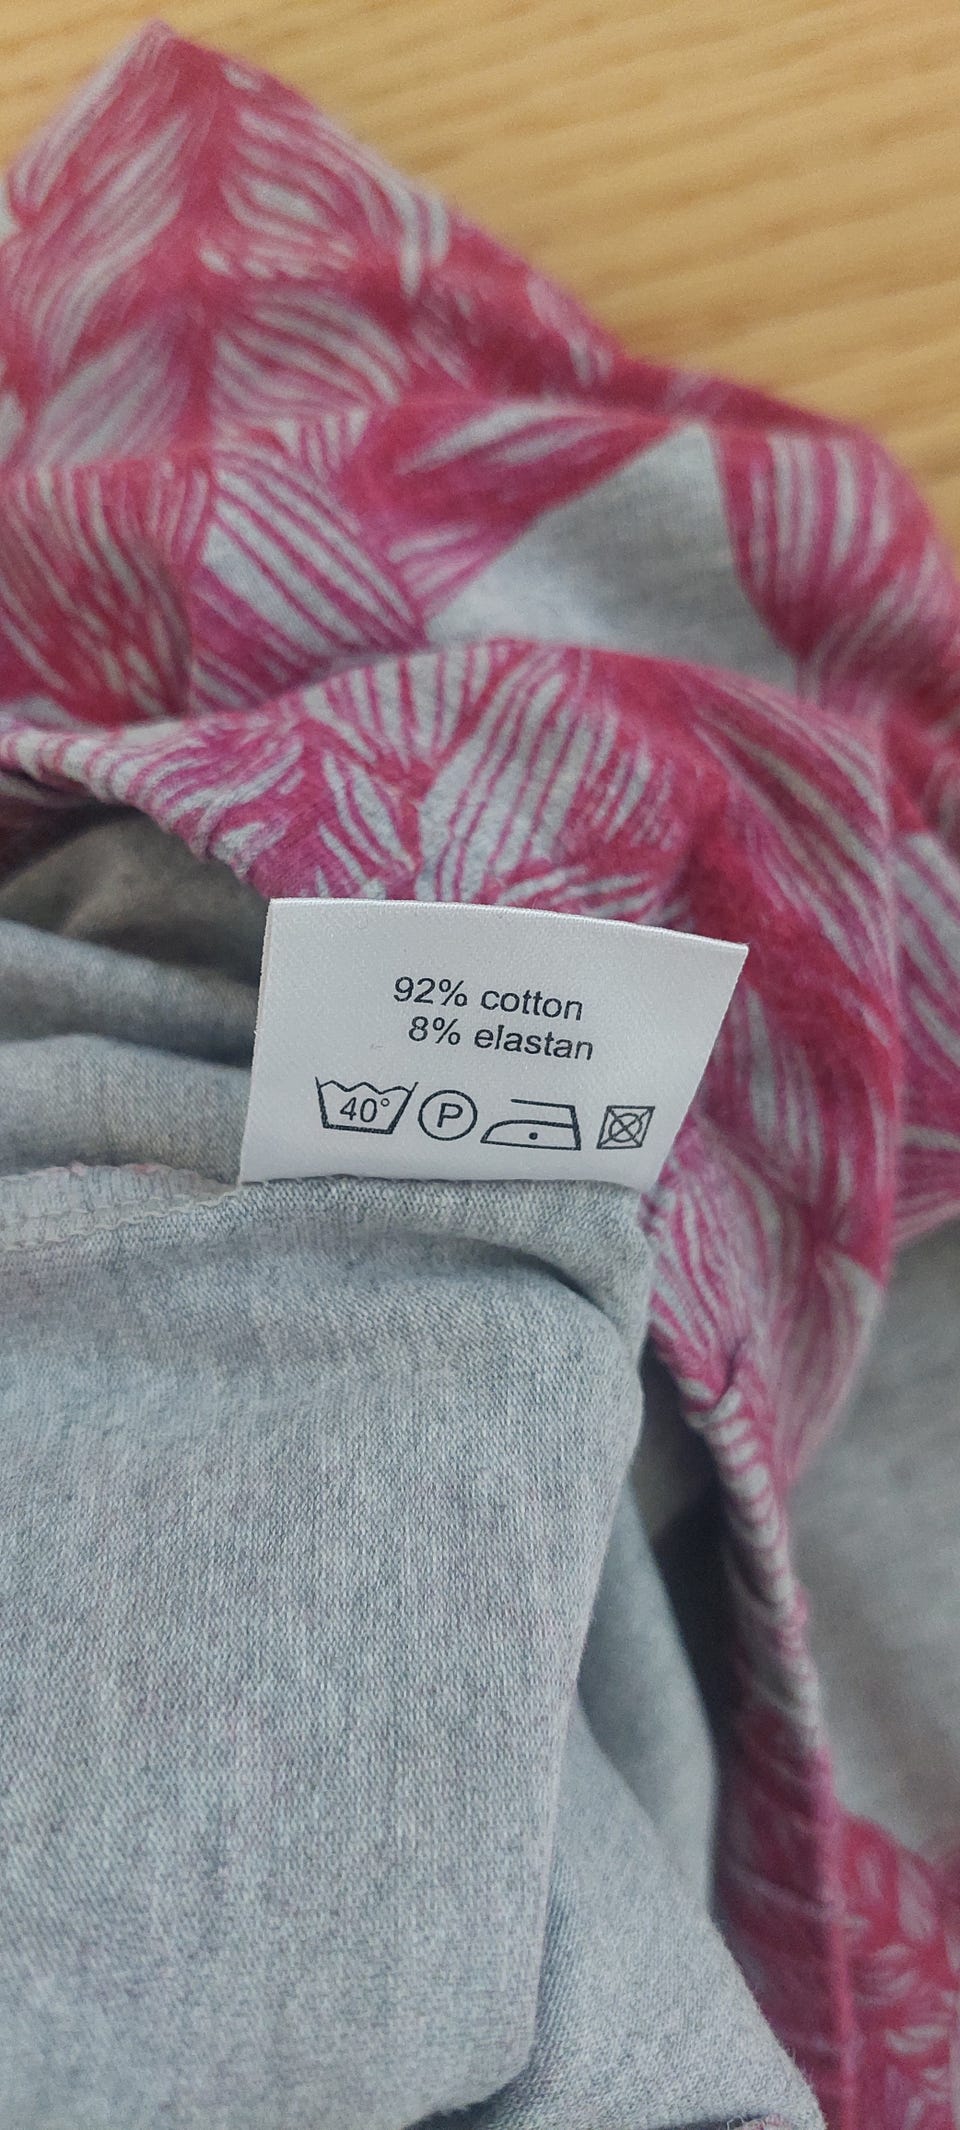 92% cotton
8% elastan
40° P